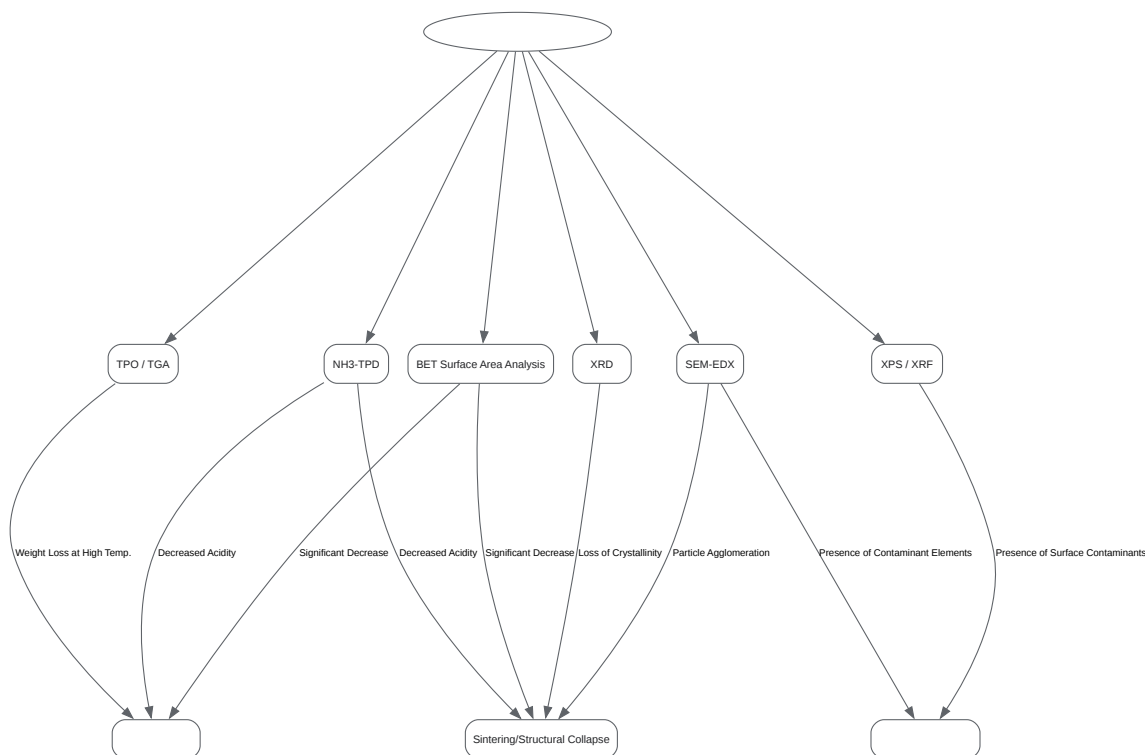 TPO / TGA
NH3-TPD
BET Surface Area Analysis
XRD
SEM-EDX
XPS / XRF
Weight Loss at High Temp.
Decreased Acidity
Significant Decrease
Decreased Acidity
Significant Decrease
Loss of Crystallinity
Particle Agglomeration
Presence of Contaminant Elements
Presence of Surface Contaminants
Sintering/Structural Collapse